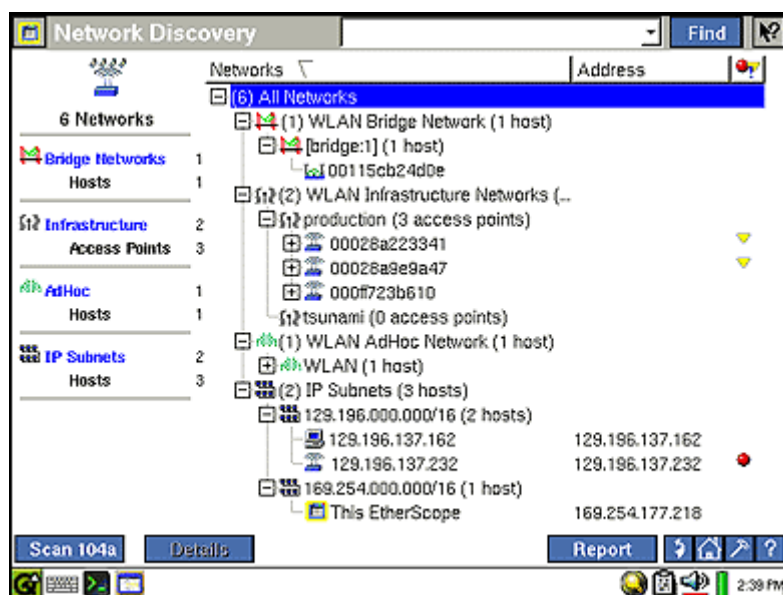 Network Discovery
Find
Networks Address
6 Networks
Bridge Networks 1
Hosts 1
Infrastructure 2
Access Points 3
AdHoc 1
Hosts 1
IP Subnets 2
Hosts 3
(6) All Networks
(1) WLAN Bridge Network (1 host)
[bridge:1] (1 host)
00115cb24d0e
(2) WLAN Infrastructure Networks (...
production (3 access points)
00028a223341
00028a9e9a47
000ff723b610
tsunami (0 access points)
(1) WLAN AdHoc Network (1 host)
WLAN (1 host)
(2) IP Subnets (3 hosts)
129.196.000.000/16 (2 hosts)
129.196.137.162 129.196.137.162
129.196.137.232 129.196.137.232
169.254.000.000/16 (1 host)
This EtherScope 169.254.177.218
Scan 104a Details Report ?
2:39 PM